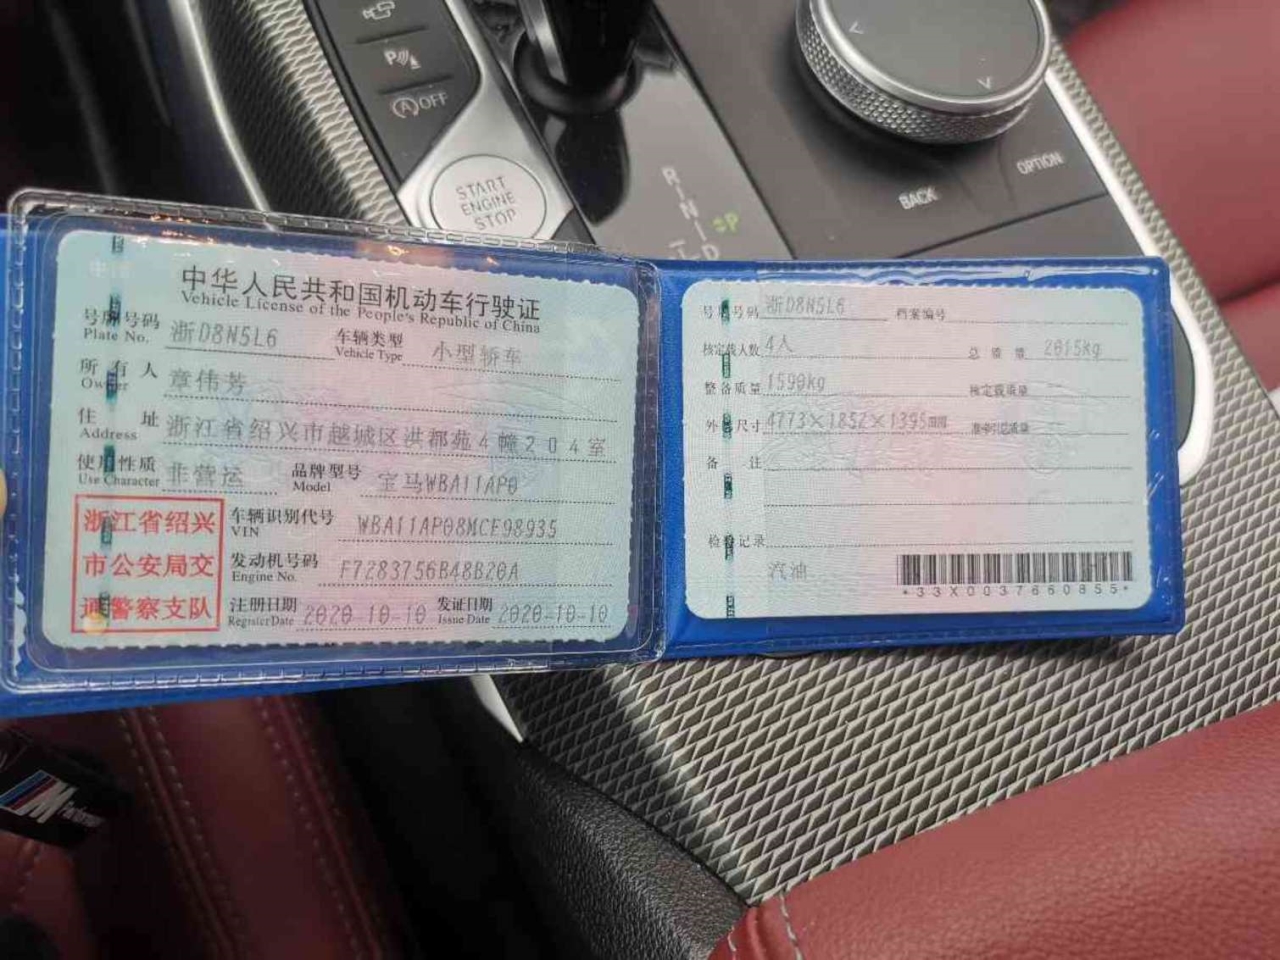 P
OFF
START
ENGINE
STOP
R
N
D
P
BACK
OPTION
中华人民共和国机动车行驶证
Vehicle License of the People's Republic of China
号牌号码 浙D8N5L6 车辆类型 小型轿车
Plate No. Vehicle Type
所有人 章伟芳
Owner
住址 浙江省绍兴市越城区洪都苑4幢204室
Address
使用性质 非营运 品牌型号 宝马WBA11AP0
Use Character Model
浙江省绍兴
市公安局交
通警察支队
车辆识别代号 WBA11AP08MCE98935
VIN
发动机号码 F7283756B48B20A
Engine No.
注册日期 2020-10-10 发证日期 2020-10-10
Register Date Issue Date
号牌号码 浙D8N5L6 档案编号
核定载人数 4人 总质量 2015kg
整备质量 1590kg 核定载质量
外廓尺寸 4773×1852×1395mm 准牵引总质量
备注
检验记录
汽油
*33X0037660855*
M